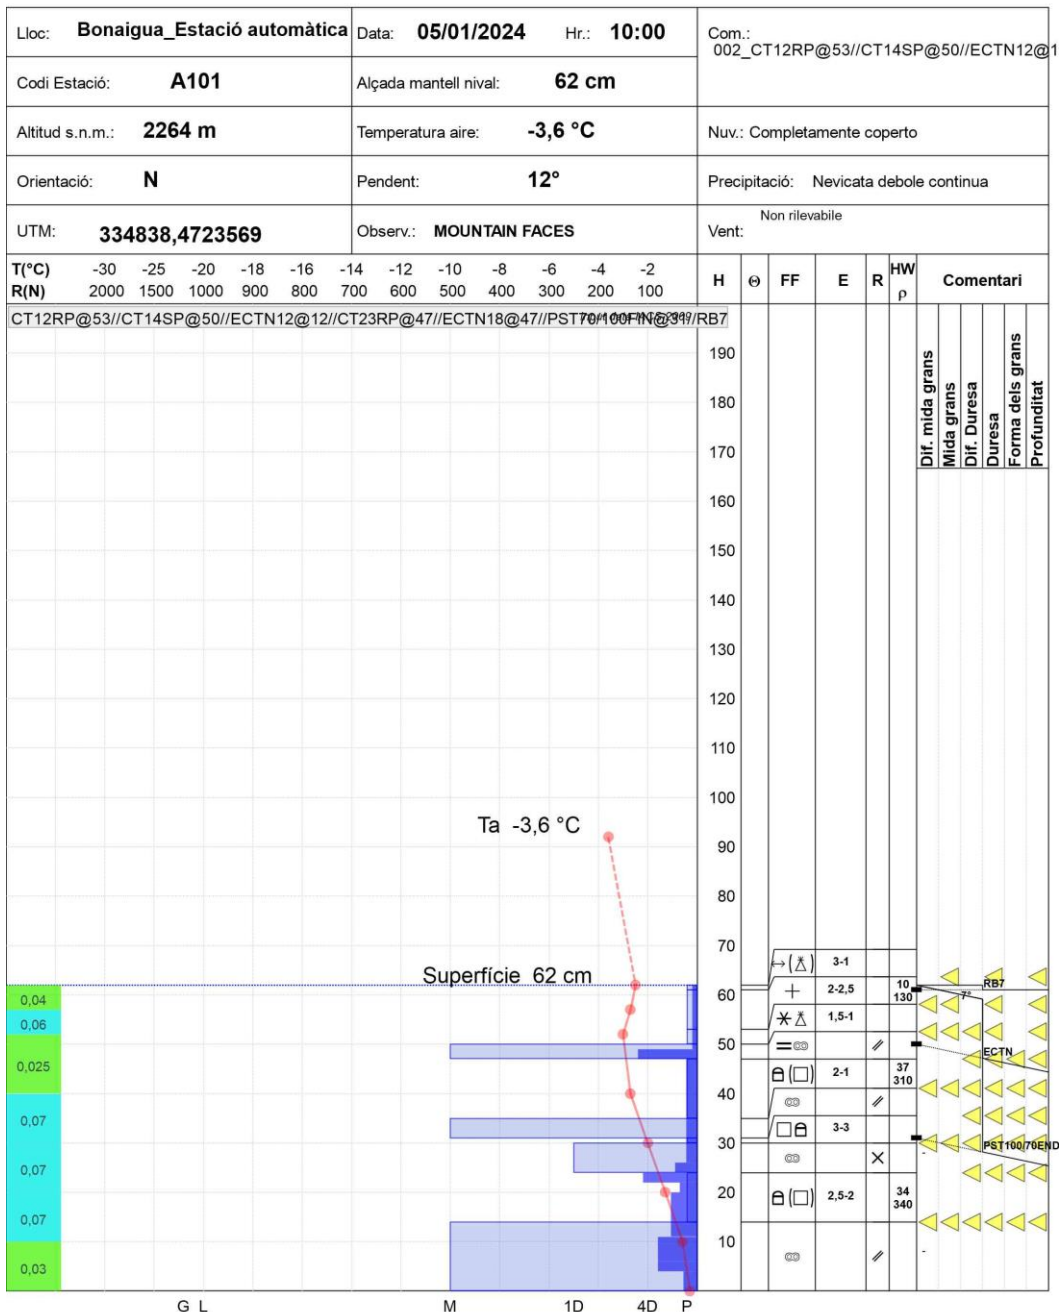 Lloc: Bonaigua_Estació automàtica Data: 05/01/2024 Hr.: 10:00 Com.:
002_CT12RP@53//CT14SP@50//ECTN12@1
Codi Estació: A101 Alçada mantell nival: 62 cm
Altitud s.n.m.: 2264 m Temperatura aire: -3,6 °C Nuv.: Completamente coperto
Orientació: N Pendent: 12° Precipitació: Nevicata debole continua
UTM: 334838,4723569 Observ.: MOUNTAIN FACES Vent: Non rilevabile
T(°C) -30 -25 -20 -18 -16 -14 -12 -10 -8 -6 -4 -2
R(N) 2000 1500 1000 900 800 700 600 500 400 300 200 100
H Θ FF E R HW ρ Comentari
CT12RP@53//CT14SP@50//ECTN12@12//CT23RP@47//ECTN18@47//PST70/100FIN@31//RB7
Dif. mida grans
Mida grans
Dif. Duresa
Duresa
Forma dels grans
Profunditat
190
180
170
160
150
140
130
120
110
100
Ta -3,6 °C
90
80
70
3-1
Superfície 62 cm
RB7
0,04 60 + 2-2,5 10 130 7°
0,06 1,5-1
50
ECTN
0,025 2-1 37 310
40
0,07
3-3
30 PST100/70END
0,07 -
20 2,5-2 34 340
0,07
10 -
0,03
G L M 1D 4D P